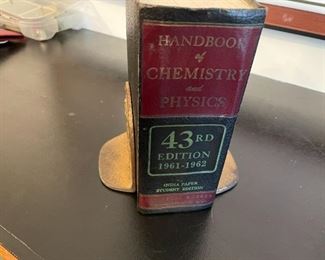 HANDBOOK
of
CHEMISTRY
and
PHYSICS
43RD
EDITION
1961-1962
INDIA PAPER
STUDENT EDITION